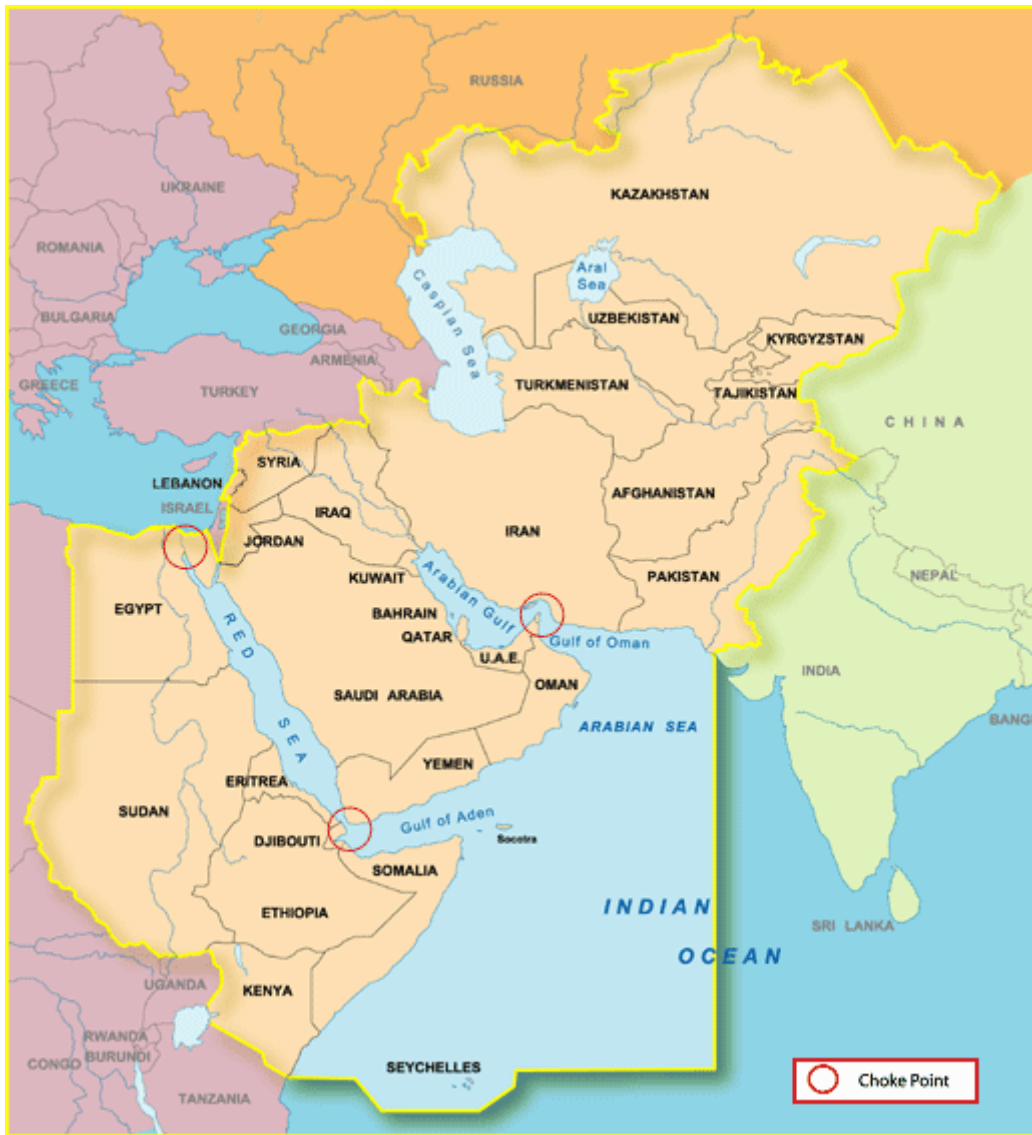 RUSSIA
UKRAINE
KAZAKHSTAN
ROMANIA
Caspian Sea
Aral
Sea
BULGARIA
UZBEKISTAN
GEORGIA
KYRGYZSTAN
ARMENIA
GREECE
TURKEY
TURKMENISTAN
TAJIKISTAN
CHINA
SYRIA
LEBANON
AFGHANISTAN
ISRAEL
IRAQ
IRAN
JORDAN
KUWAIT
PAKISTAN
NEPAL
Arabian Gulf
EGYPT
RED SEA
BAHRAIN
QATAR
Gulf of Oman
U.A.E.
INDIA
OMAN
SAUDI ARABIA
BANG
ARABIAN SEA
YEMEN
ERITREA
SUDAN
Gulf of Aden
DJIBOUTI
Socotra
SOMALIA
INDIAN
OCEAN
ETHIOPIA
SRI LANKA
UGANDA
KENYA
RWANDA
BURUNDI
CONGO
SEYCHELLES
TANZANIA
Choke Point